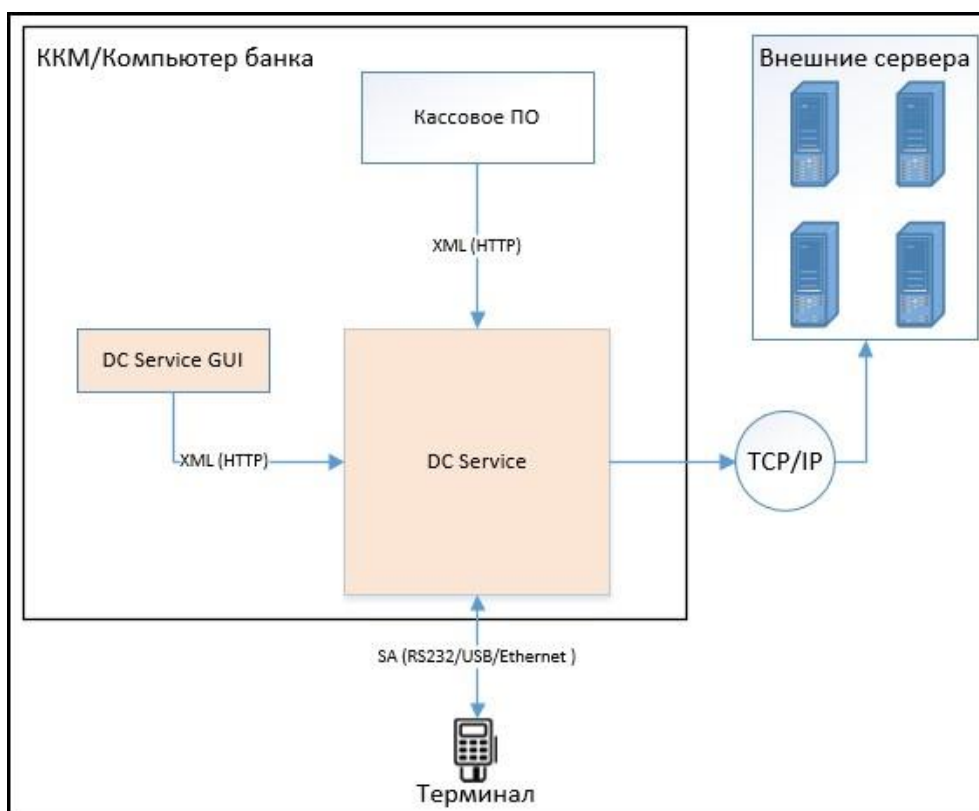 ККМ/Компьютер банка
Внешние сервера
Кассовое ПО
XML (HTTP)
DC Service GUI
XML (HTTP)
DC Service
TCP/IP
SA (RS232/USB/Ethernet )
Терминал